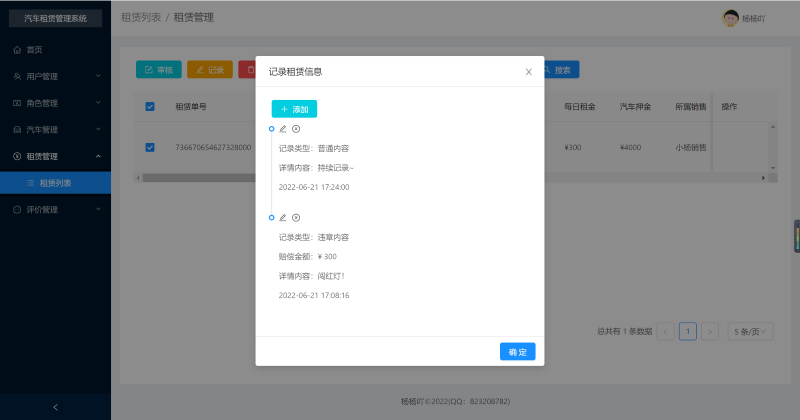 汽车租赁管理系统
首页
用户管理
角色管理
汽车管理
租赁管理
租赁列表
评价管理
租赁列表 / 租赁管理
杨杨吖
审核
记录
搜索
租赁单号
每日租金
汽车押金
所属销售
操作
736670654627328000
¥300
¥4000
小杨销售
记录租赁信息
+ 添加
记录类型：普通内容
详情内容：持续记录~
2022-06-21 17:24:00
记录类型：违章内容
赔偿金额：¥ 300
详情内容：闯红灯！
2022-06-21 17:08:16
确 定
总共有 1 条数据
1
5 条/页
杨杨吖©2022(QQ：823208782)